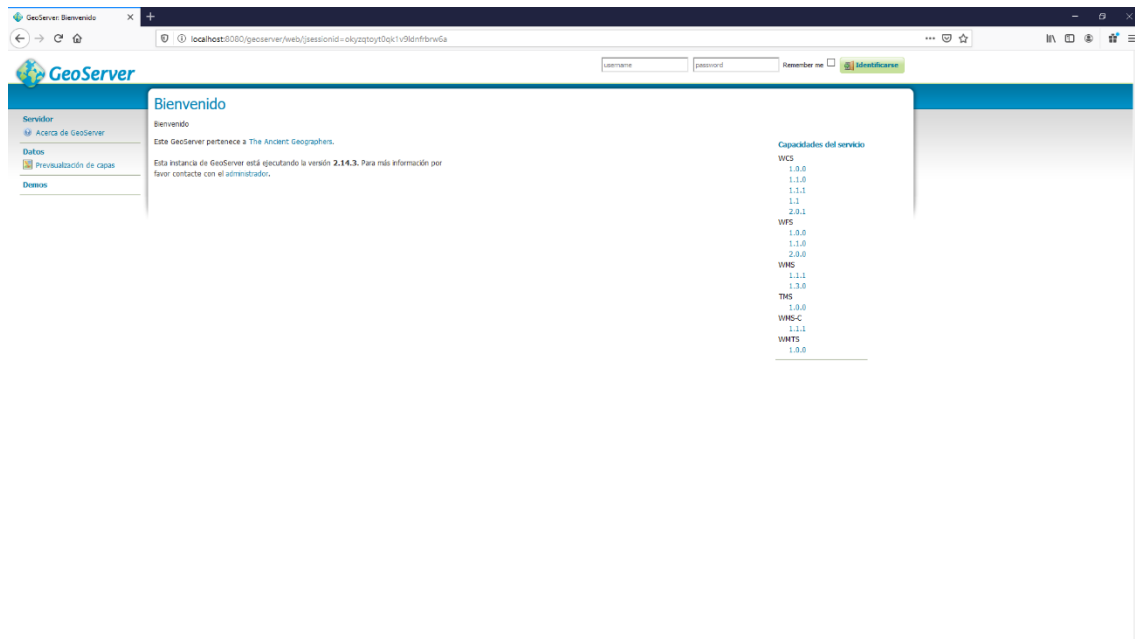 GeoServer: Bienvenido
localhost:8080/geoserver/web/;jsessionid=okyzqtoyt0qk1v9ldnfrbrw6a
GeoServer
username
password
Remember me
Identificarse
Servidor
Acerca de GeoServer
Datos
Previsualización de capas
Demos
Bienvenido
Bienvenido
Este GeoServer pertenece a The Ancient Geographers.
Esta instancia de GeoServer está ejecutando la versión 2.14.3. Para más información por
favor contacte con el administrador.
Capacidades del servicio
WCS
1.0.0
1.1.0
1.1.1
1.1
2.0.1
WFS
1.0.0
1.1.0
2.0.0
WMS
1.1.1
1.3.0
TMS
1.0.0
WMS-C
1.1.1
WMTS
1.0.0